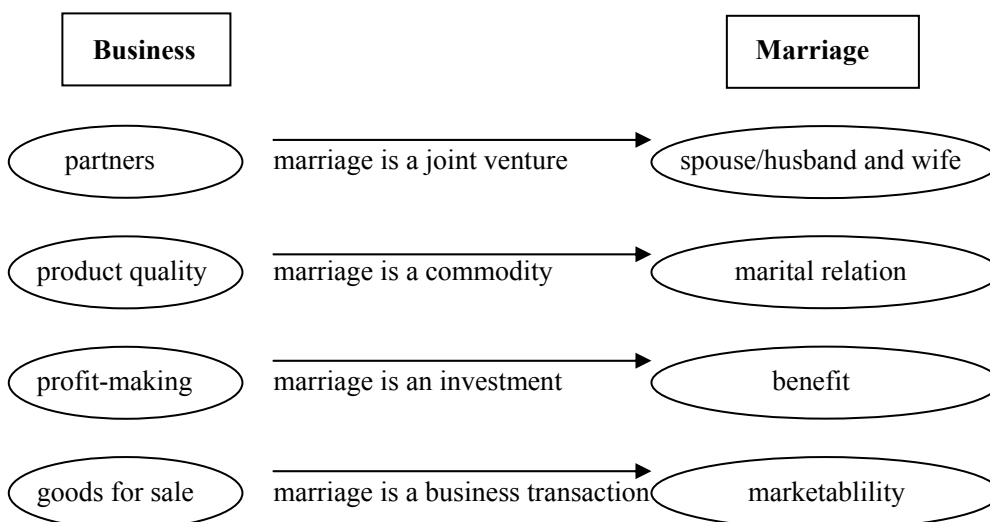 Business Marriage
partners marriage is a joint venture spouse/husband and wife
product quality marriage is a commodity marital relation
profit-making marriage is an investment benefit
goods for sale marriage is a business transaction marketablility